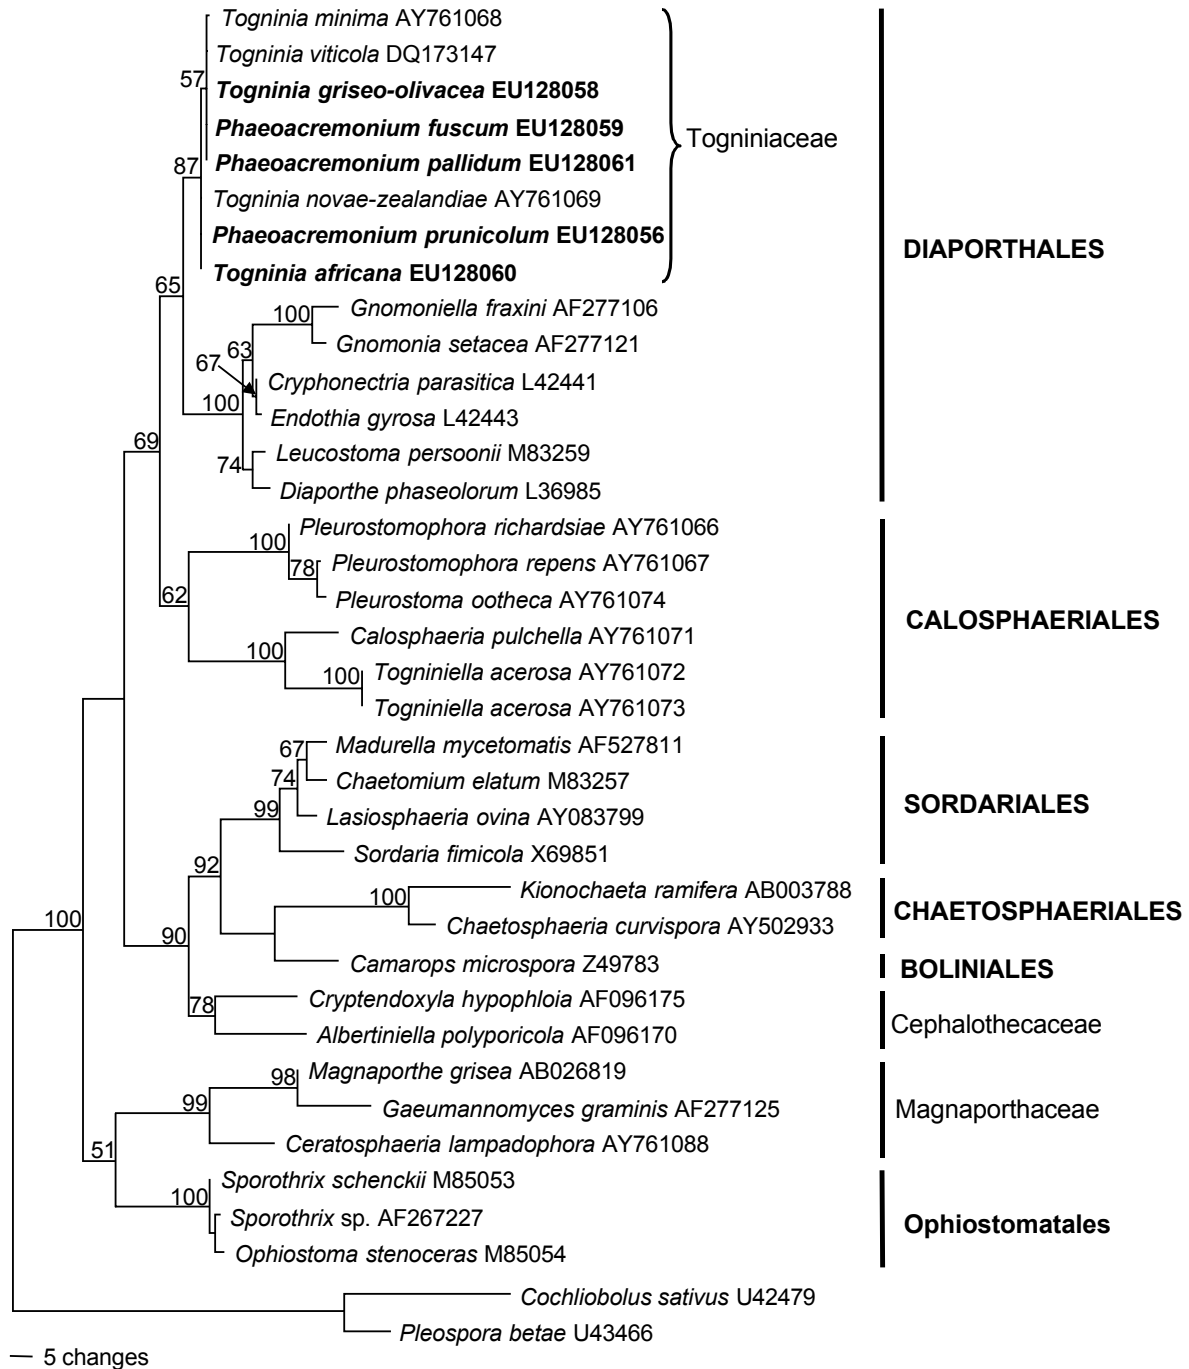 Togninia minima AY761068
Togninia viticola DQ173147
57
Togninia griseo-olivacea EU128058
Phaeoacremonium fuscum EU128059
Togniniaceae
Phaeoacremonium pallidum EU128061
87
Togninia novae-zealandiae AY761069
Phaeoacremonium prunicolum EU128056
DIAPORTHALES
Togninia africana EU128060
65
Gnomoniella fraxini AF277106
100
Gnomonia setacea AF277121
63
67
Cryphonectria parasitica L42441
100
Endothia gyrosa L42443
69
Leucostoma persoonii M83259
74
Diaporthe phaseolorum L36985
Pleurostomophora richardsiae AY761066
100
Pleurostomophora repens AY761067
78
62
Pleurostoma ootheca AY761074
CALOSPHAERIALES
Calosphaeria pulchella AY761071
100
Togniniella acerosa AY761072
100
Togniniella acerosa AY761073
Madurella mycetomatis AF527811
67
Chaetomium elatum M83257
74
SORDARIALES
99
Lasiosphaeria ovina AY083799
Sordaria fimicola X69851
92
Kionochaeta ramifera AB003788
100
CHAETOSPHAERIALES
100
Chaetosphaeria curvispora AY502933
90
Camarops microspora Z49783
BOLINIALES
Cryptendoxyla hypophloia AF096175
78
Cephalothecaceae
Albertiniella polyporicola AF096170
Magnaporthe grisea AB026819
98
99
Gaeumannomyces graminis AF277125
Magnaporthaceae
51
Ceratosphaeria lampadophora AY761088
Sporothrix schenckii M85053
100
Sporothrix sp. AF267227
Ophiostomatales
Ophiostoma stenoceras M85054
Cochliobolus sativus U42479
Pleospora betae U43466
5 changes